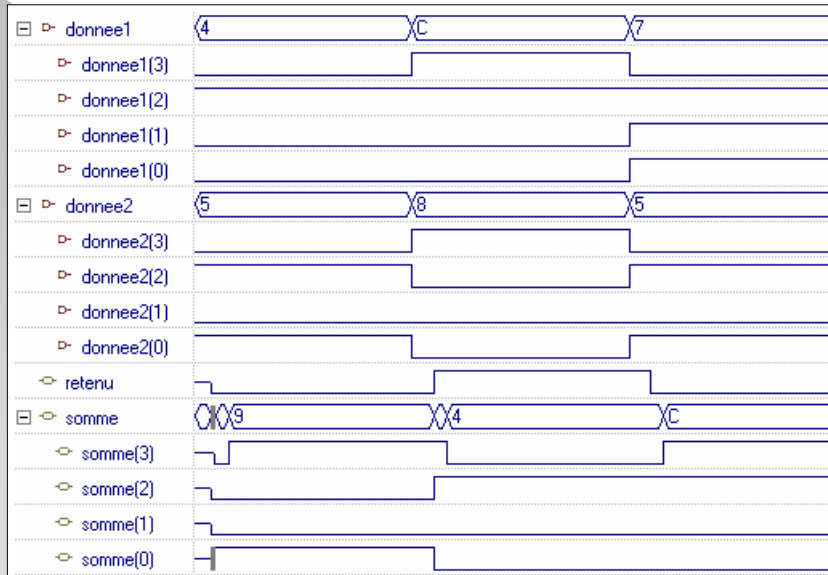 donnee1 4 C 7
donnee1(3)
donnee1(2)
donnee1(1)
donnee1(0)
donnee2 5 8 5
donnee2(3)
donnee2(2)
donnee2(1)
donnee2(0)
retenu
somme 9 4 C
somme(3)
somme(2)
somme(1)
somme(0)